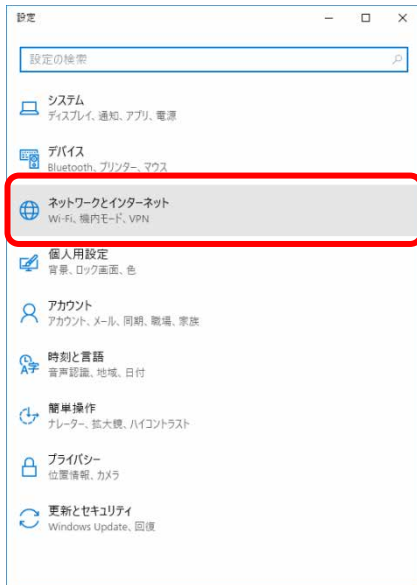 設定
設定の検索
システム
ディスプレイ、通知、アプリ、電源
デバイス
Bluetooth、プリンター、マウス
ネットワークとインターネット
Wi-Fi、機内モード、VPN
個人用設定
背景、ロック画面、色
アカウント
アカウント、メール、同期、職場、家族
時刻と言語
音声認識、地域、日付
簡単操作
ナレーター、拡大鏡、ハイコントラスト
プライバシー
位置情報、カメラ
更新とセキュリティ
Windows Update、回復